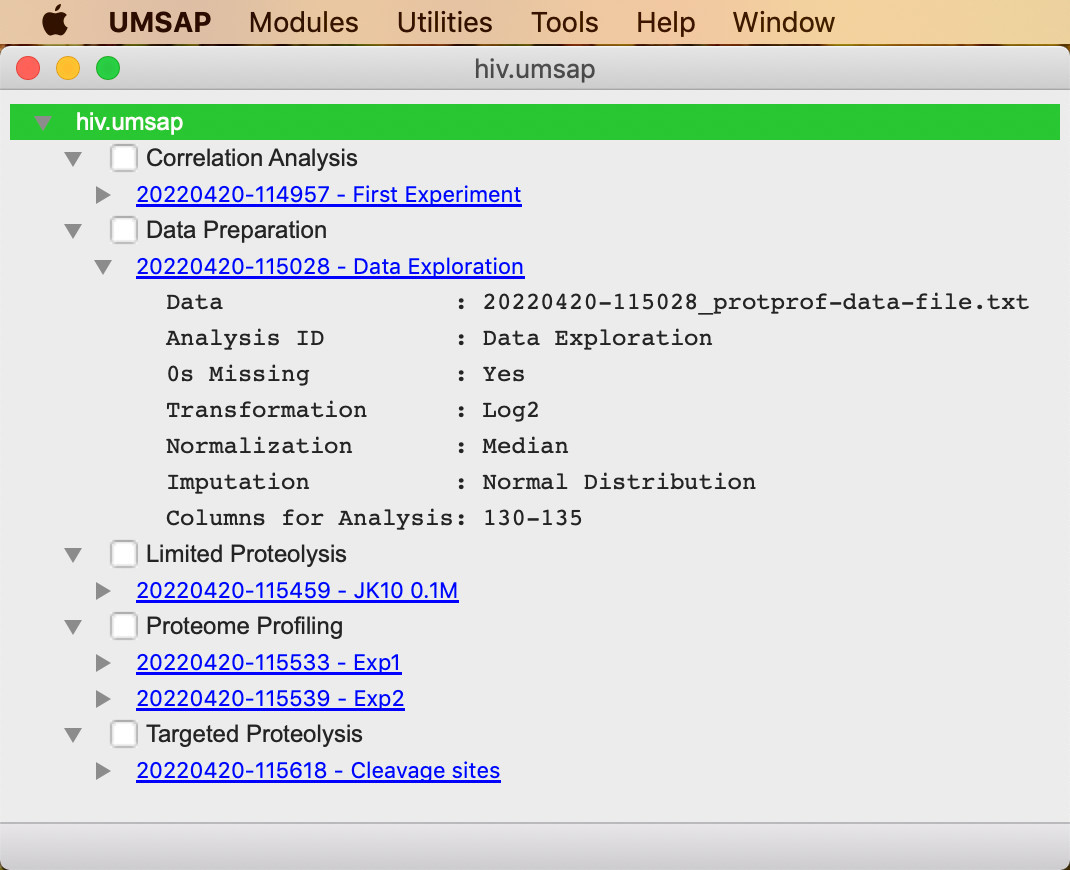 UMSAP Modules Utilities Tools Help Window
hiv.umsap
hiv.umsap
Correlation Analysis
20220420-114957 - First Experiment
Data Preparation
20220420-115028 - Data Exploration
Data : 20220420-115028_protprof-data-file.txt
Analysis ID : Data Exploration
0s Missing : Yes
Transformation : Log2
Normalization : Median
Imputation : Normal Distribution
Columns for Analysis: 130-135
Limited Proteolysis
20220420-115459 - JK10 0.1M
Proteome Profiling
20220420-115533 - Exp1
20220420-115539 - Exp2
Targeted Proteolysis
20220420-115618 - Cleavage sites